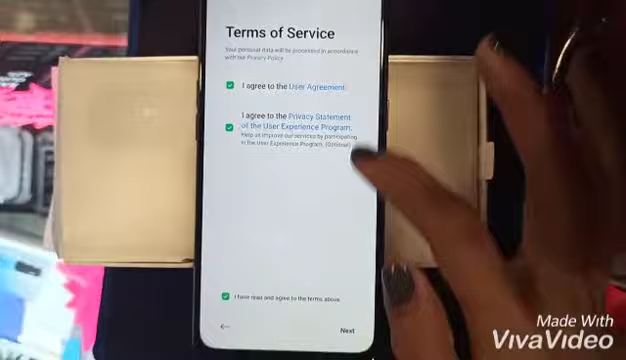 Terms of Service
Your personal data will be processed in accordance
with our Privacy Policy.
I agree to the User Agreement.
I agree to the Privacy Statement
of the User Experience Program.
Help us improve our services by participating
in the User Experience Program. (Optional)
I have read and agree to the terms above
Next
Made With
VivaVideo